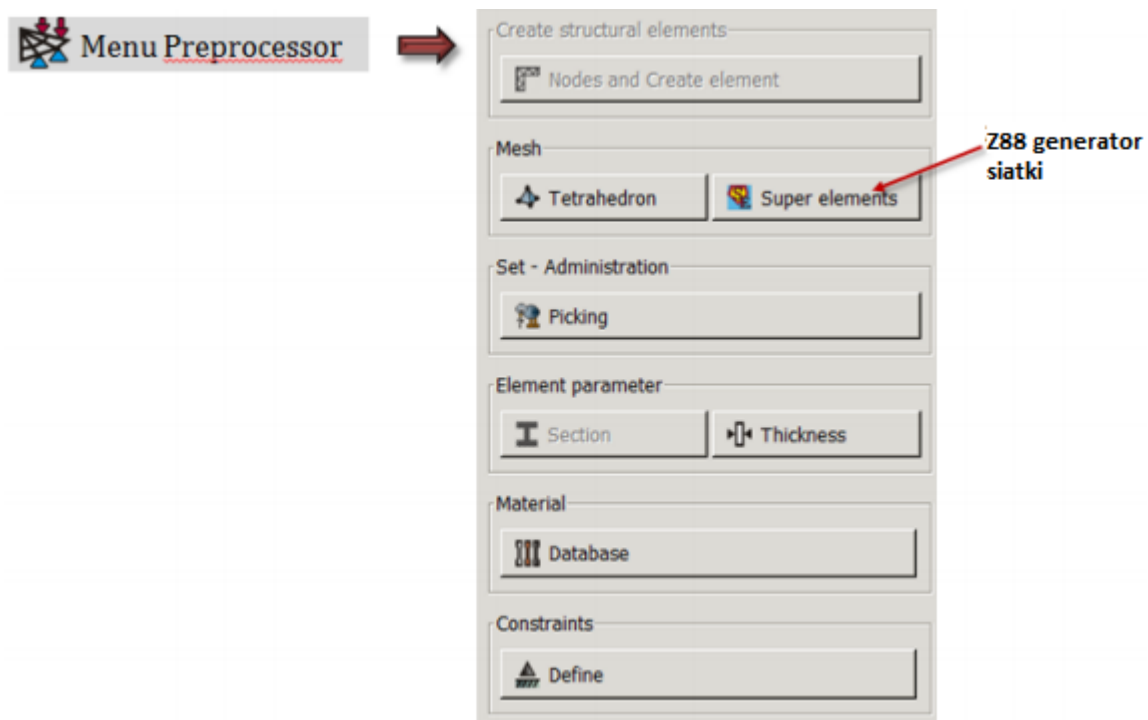 Menu Preprocessor
Create structural elements
Nodes and Create element
Mesh
Tetrahedron
Super elements
Z88 generator
siatki
Set - Administration
Picking
Element parameter
Section
Thickness
Material
Database
Constraints
Define